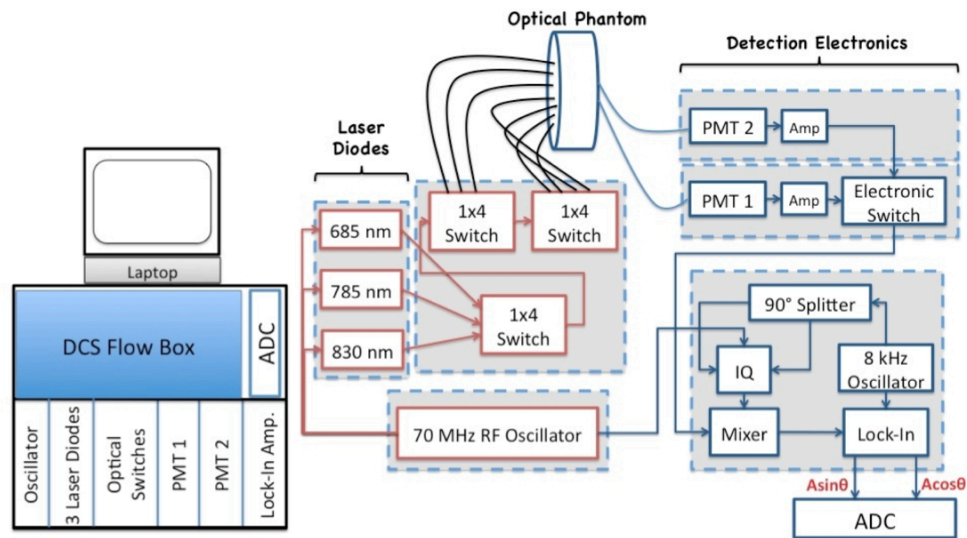 Optical Phantom
Detection Electronics
Laser
Diodes
PMT 2
Amp
PMT 1
Amp
Electronic
Switch
1x4
Switch
1x4
Switch
685 nm
785 nm
830 nm
1x4
Switch
70 MHz RF Oscillator
90° Splitter
IQ
8 kHz
Oscillator
Mixer
Lock-In
Asinθ
Acosθ
ADC
Laptop
DCS Flow Box
ADC
Oscillator
3 Laser Diodes
Optical
Switches
PMT 1
PMT 2
Lock-In Amp.